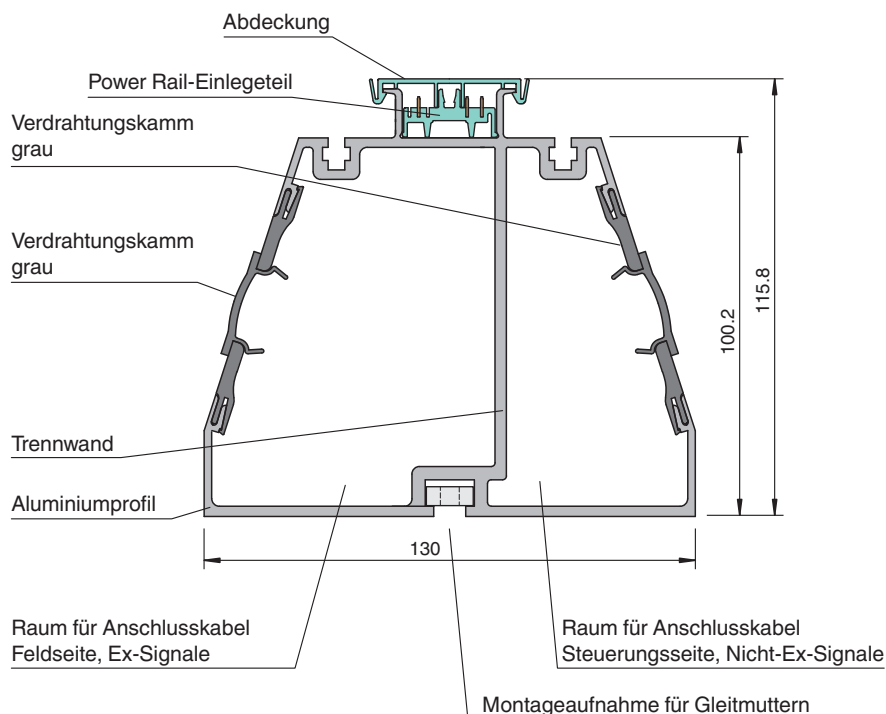 Abdeckung
Power Rail-Einlegeteil
Verdrahtungskamm
grau
Verdrahtungskamm
grau
115.8
100.2
Trennwand
Aluminiumprofil
130
Raum für Anschlusskabel
Feldseite, Ex-Signale
Raum für Anschlusskabel
Steuerungsseite, Nicht-Ex-Signale
Montageaufnahme für Gleitmuttern